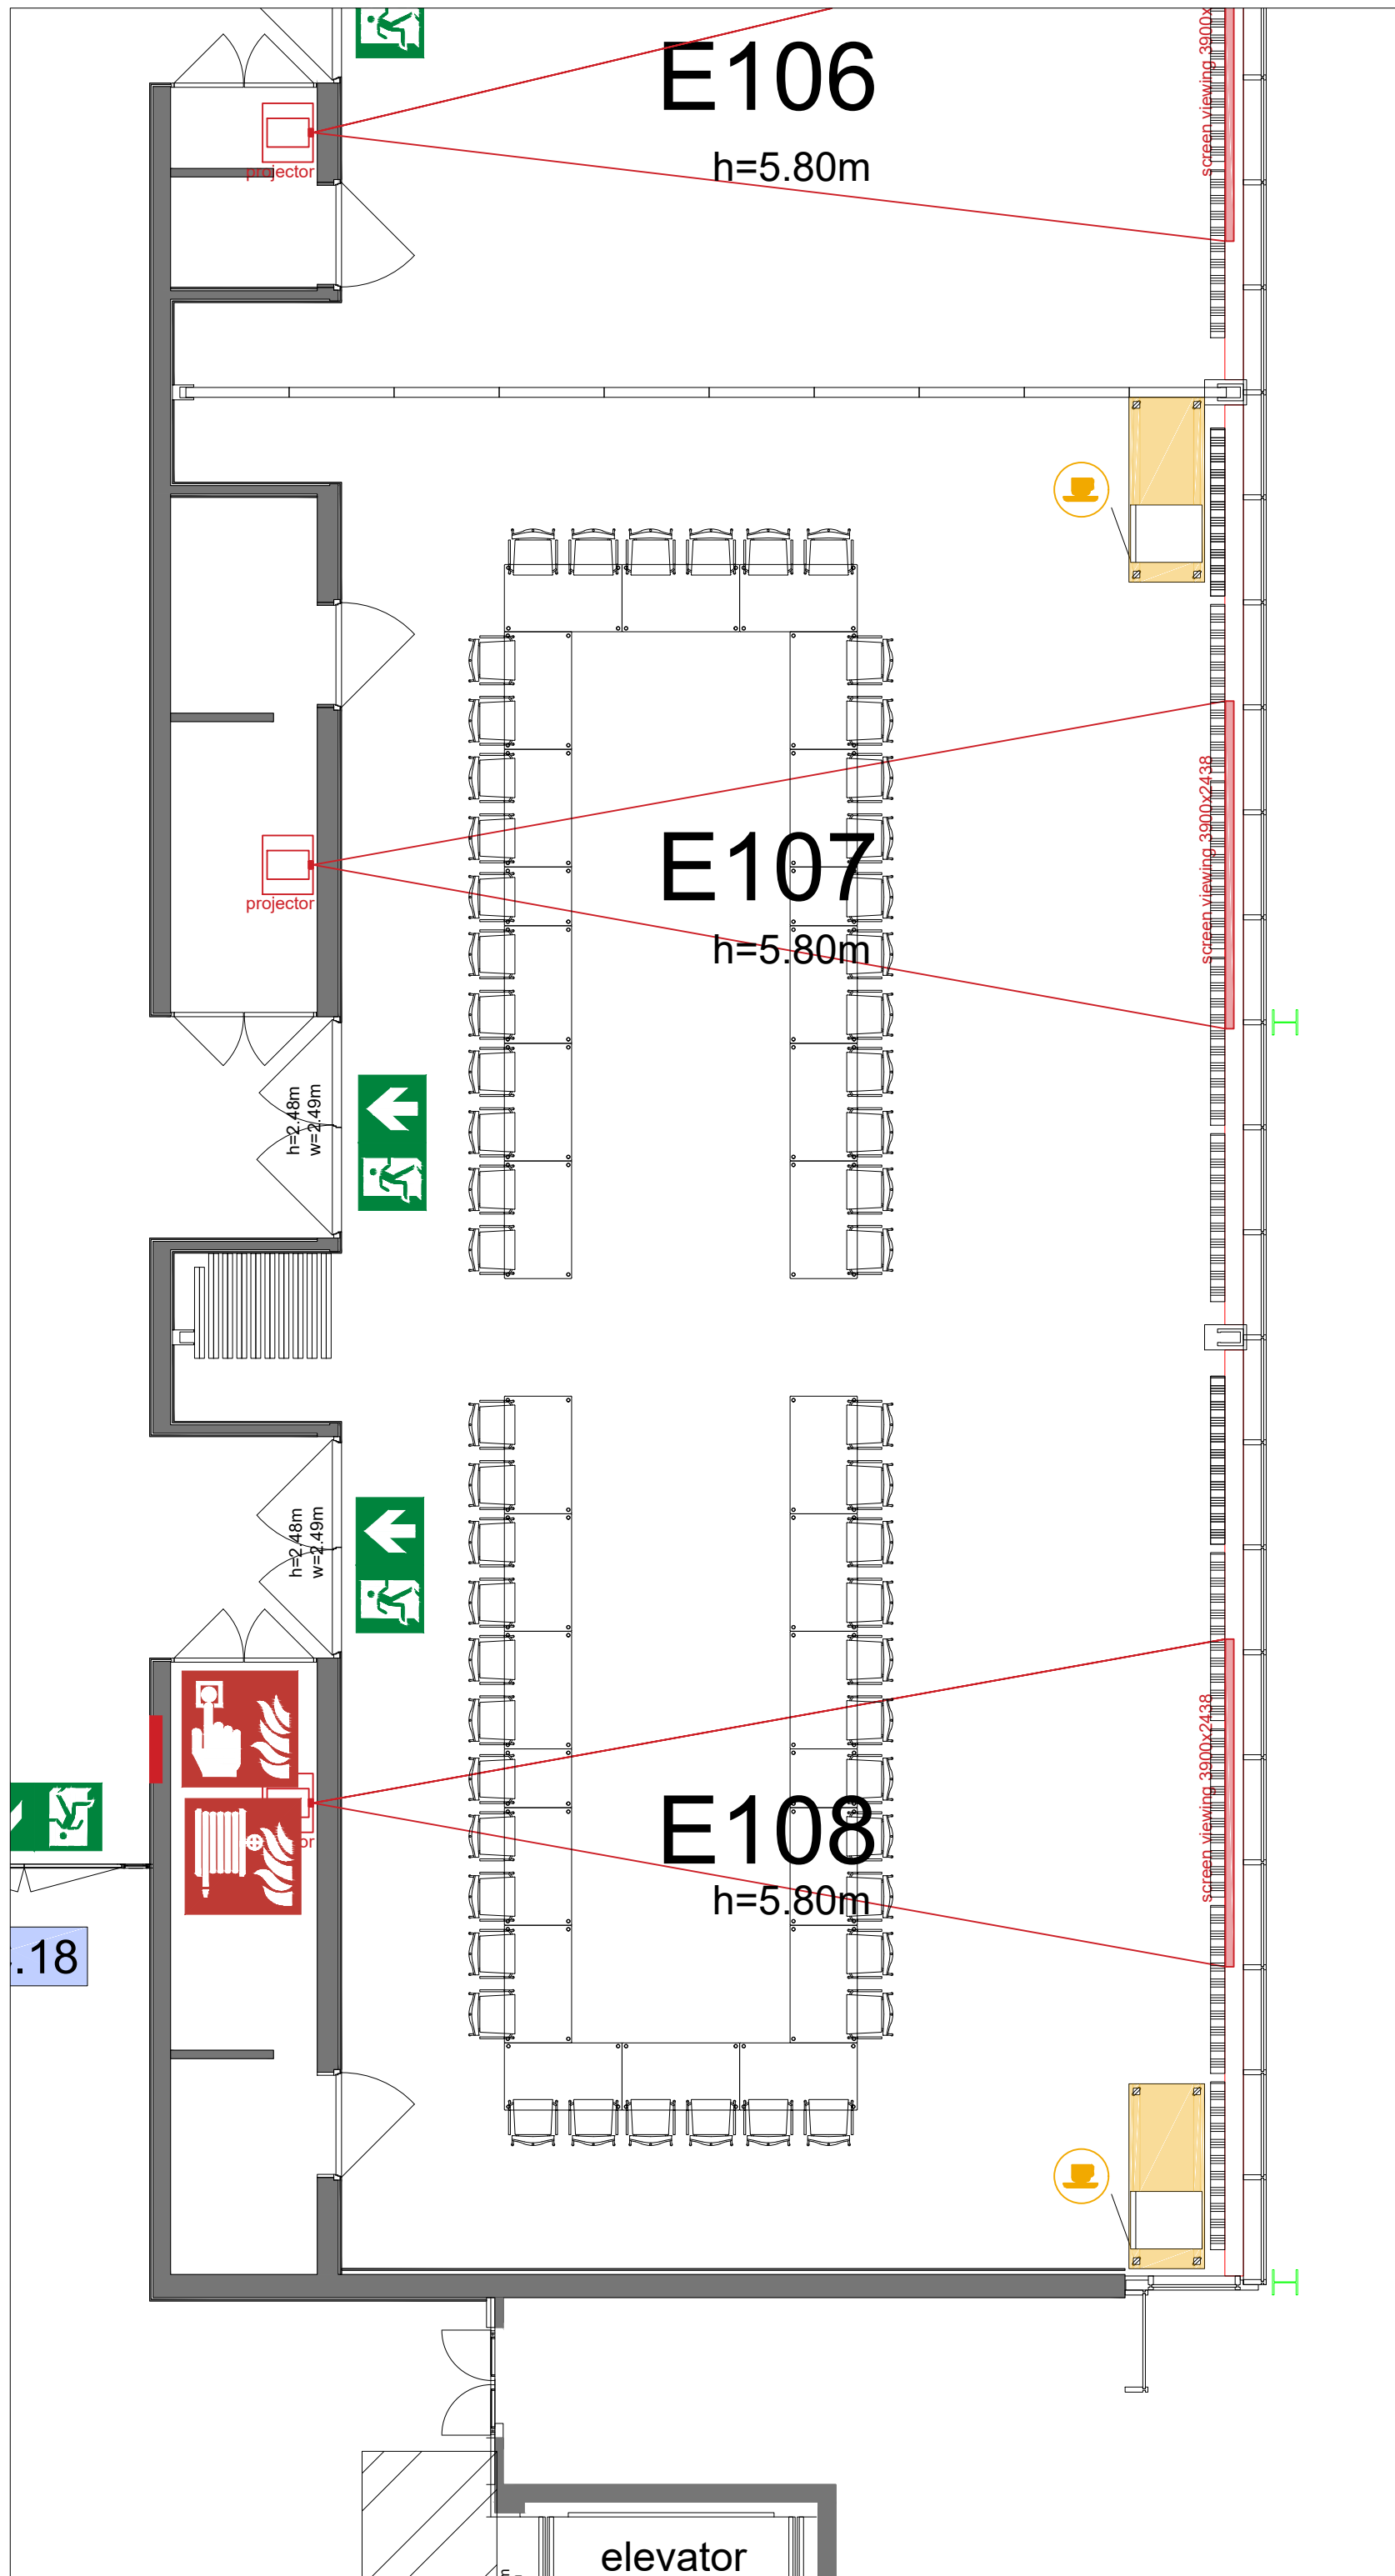 E106
h=5.80m
screen viewing 3900x
projector
E107
h=5.80m
screen viewing 3900x2438
projector
h=2.48m
w=2.49m
h=2.48m
w=2.49m
E108
h=5.80m
screen viewing 3900x2438
or
.18
elevator
m